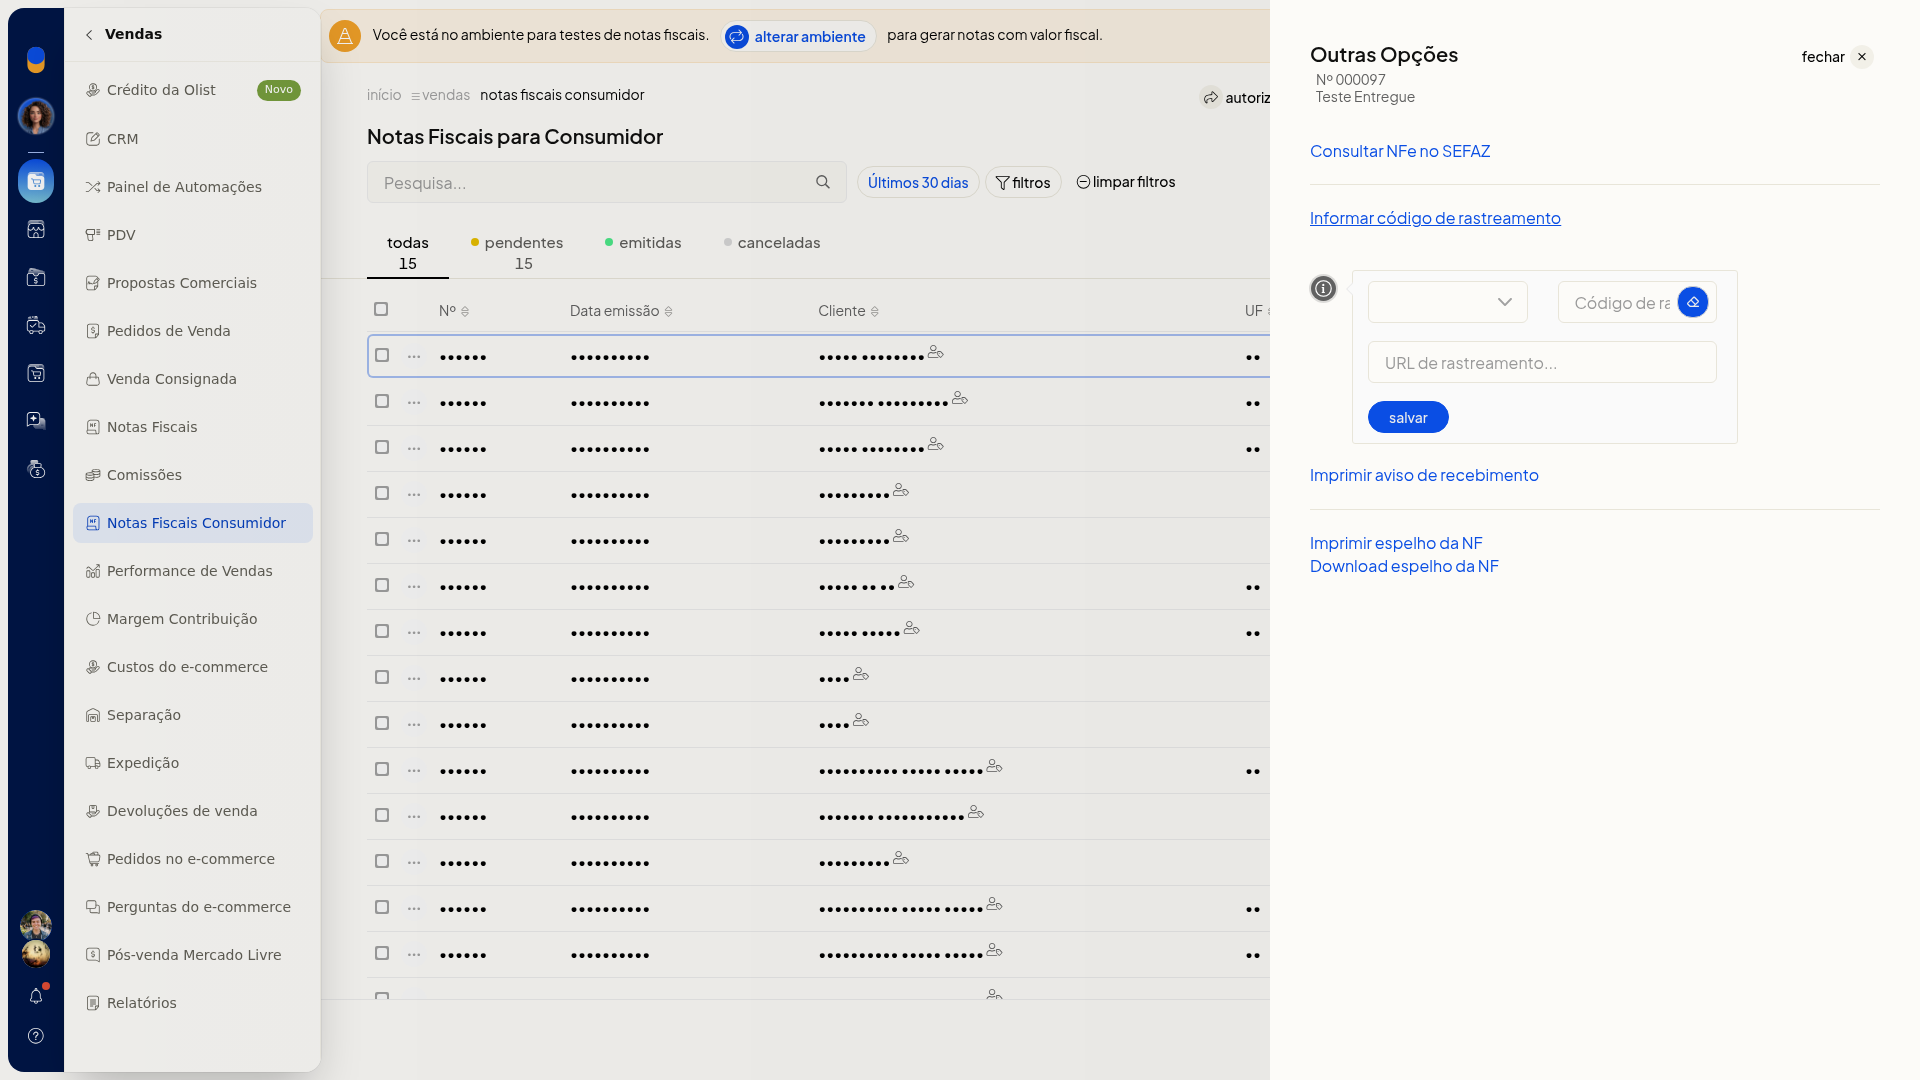 Vendas
Crédito da Olist
Novo
CRM
Painel de Automações
PDV
Propostas Comerciais
Pedidos de Venda
Venda Consignada
Notas Fiscais
Comissões
Notas Fiscais Consumidor
Performance de Vendas
Margem Contribuição
Custos do e-commerce
Separação
Expedição
Devoluções de venda
Pedidos no e-commerce
Perguntas do e-commerce
Pós-venda Mercado Livre
Relatórios
Você está no ambiente para testes de notas fiscais. alterar ambiente para gerar notas com valor fiscal.
início vendas notas fiscais consumidor
autoriz
Notas Fiscais para Consumidor
Pesquisa...
Últimos 30 dias
filtros
limpar filtros
todas
15
pendentes
15
emitidas
canceladas
Nº Data emissão Cliente UF
Outras Opções
fechar
Nº 000097
Teste Entregue
Consultar NFe no SEFAZ
Informar código de rastreamento
Código de ra
URL de rastreamento...
salvar
Imprimir aviso de recebimento
Imprimir espelho da NF
Download espelho da NF